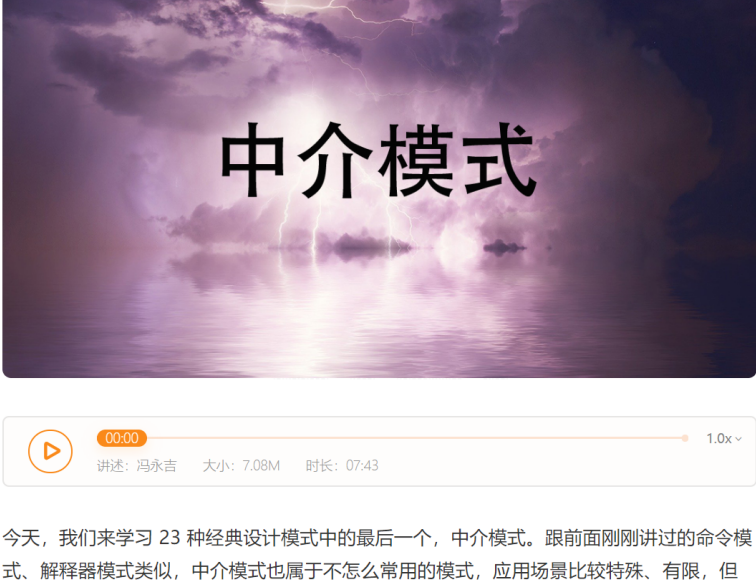 中介模式
00:00
1.0x
讲述：冯永吉 大小：7.08M 时长：07:43
今天，我们来学习 23 种经典设计模式中的最后一个，中介模式。跟前面刚刚讲过的命令模
式、解释器模式类似，中介模式也属于不怎么常用的模式，应用场景比较特殊、有限，但